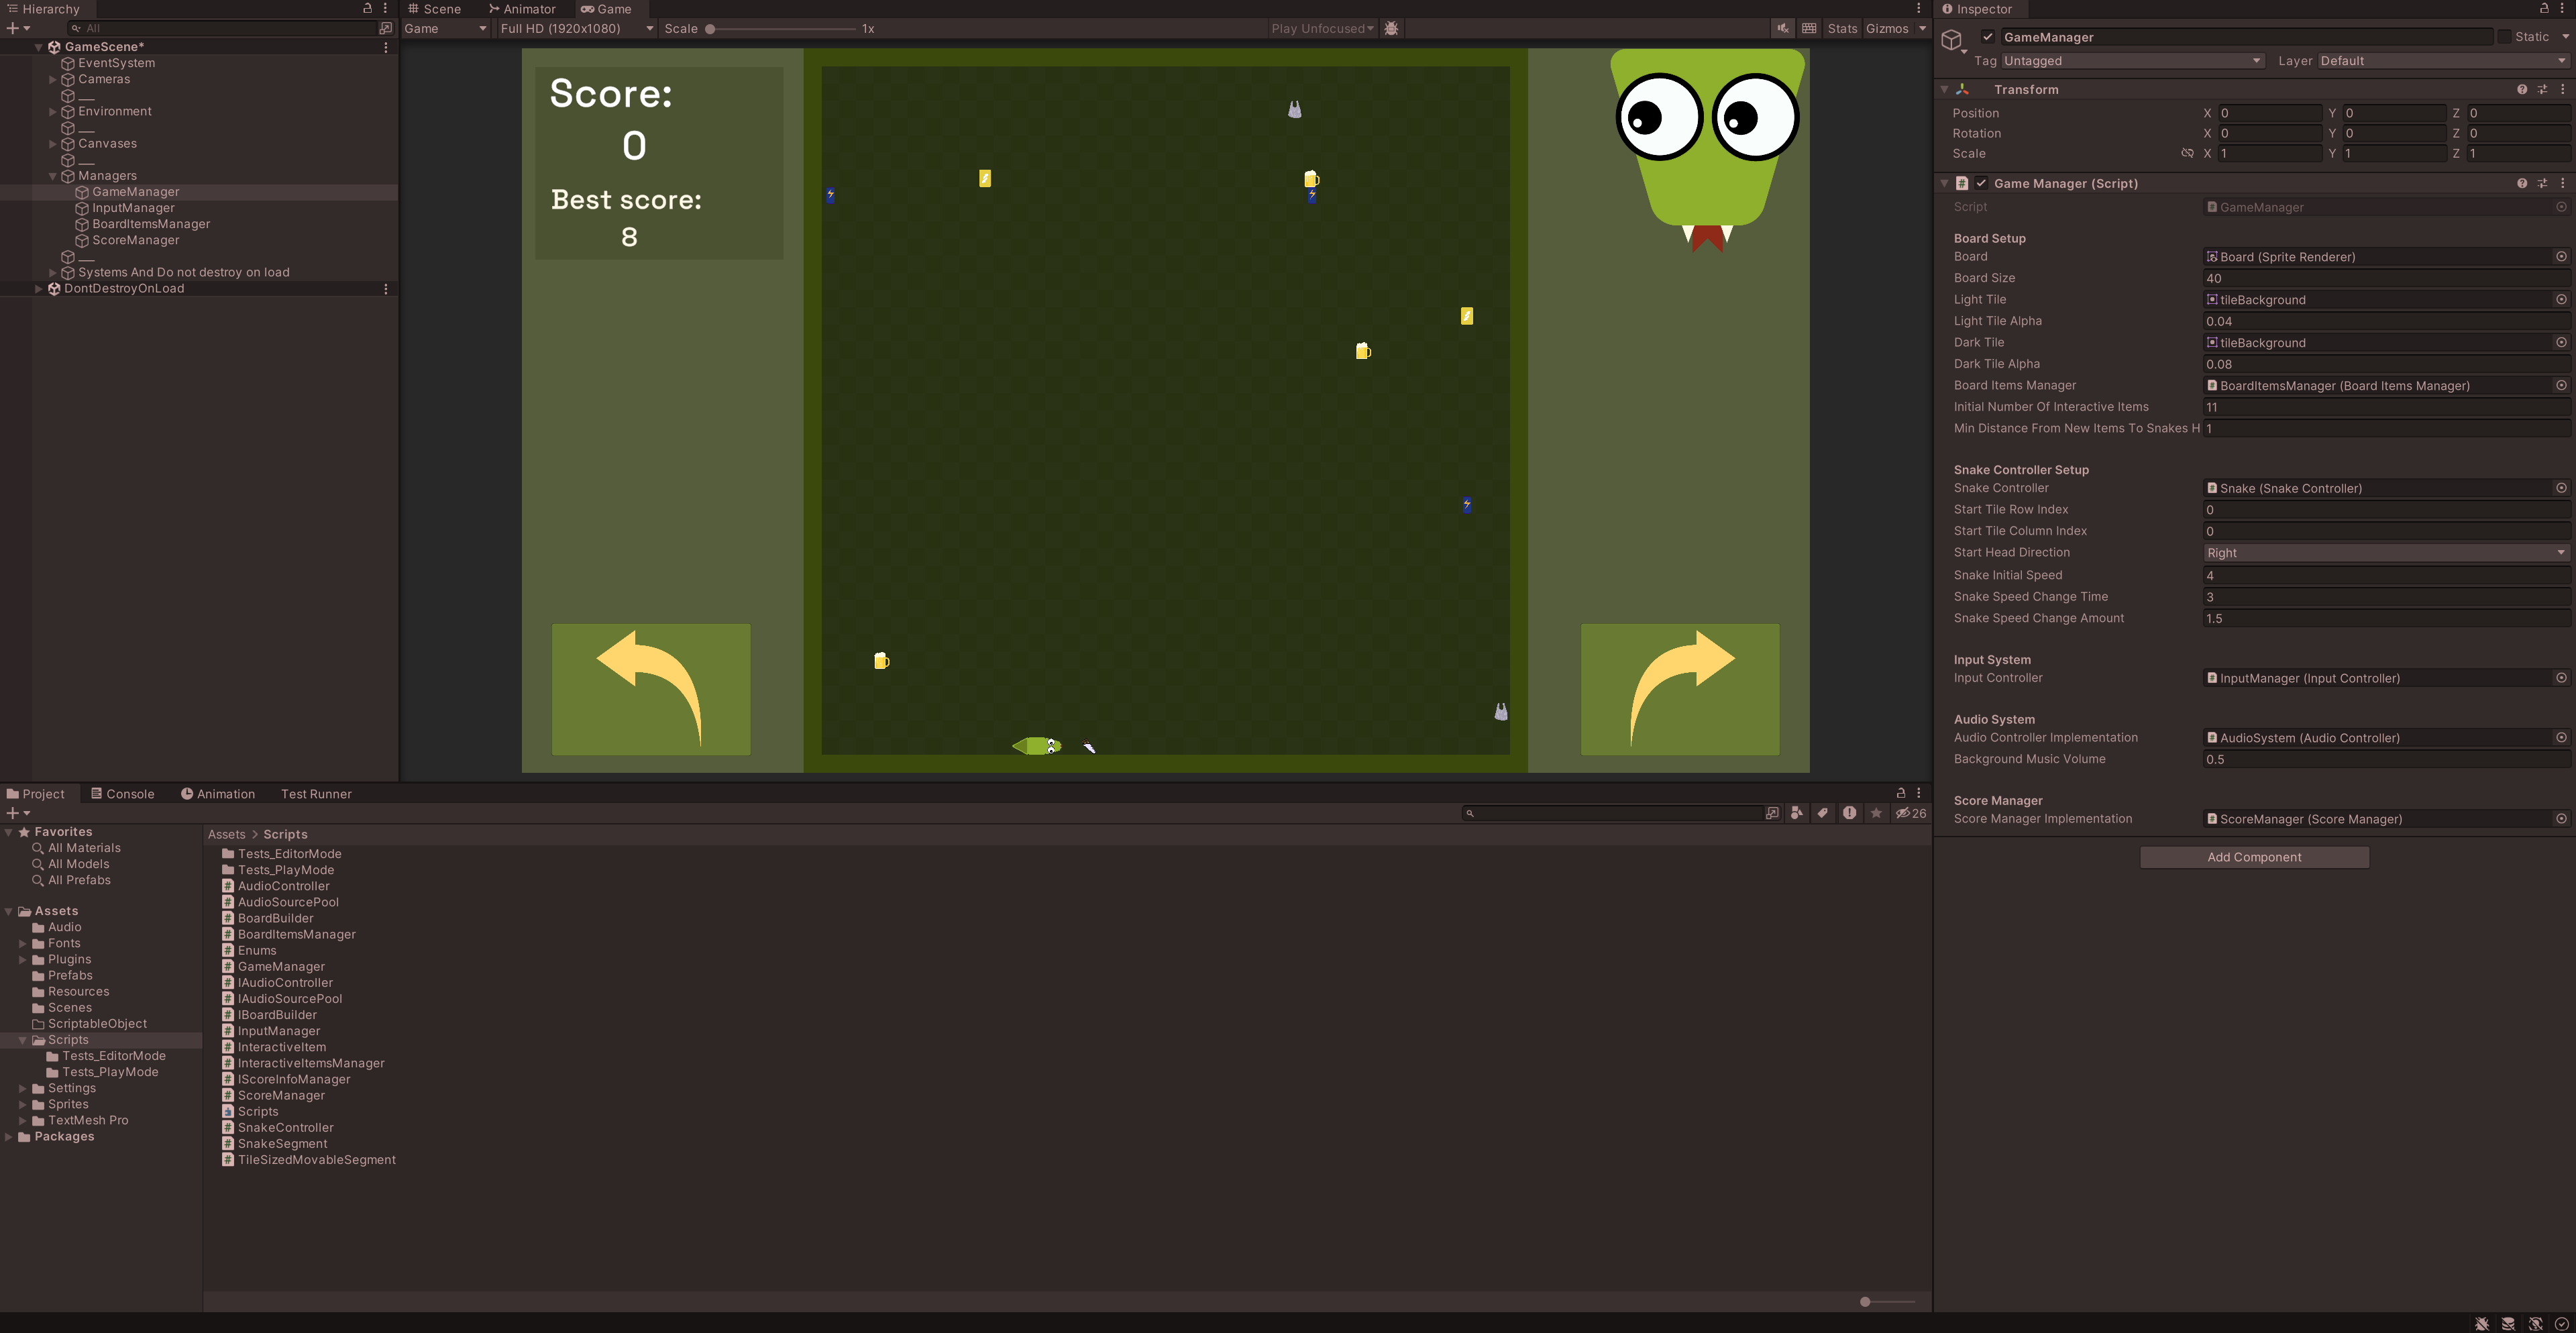 Hierarchy
All
GameScene*
EventSystem
Cameras
__
Environment
__
Canvases
__
Managers
GameManager
InputManager
BoardItemsManager
ScoreManager
__
Systems And Do not destroy on load
DontDestroyOnLoad
Scene
Animator
Game
Game
Full HD (1920x1080)
Scale
1x
Play Unfocused
Stats
Gizmos
Score:
0
Best score:
8
Project
Console
Animation
Test Runner
26
Favorites
All Materials
All Models
All Prefabs
Assets
Audio
Fonts
Plugins
Prefabs
Resources
Scenes
ScriptableObject
Scripts
Tests_EditorMode
Tests_PlayMode
Settings
Sprites
TextMesh Pro
Packages
Assets > Scripts
Tests_EditorMode
Tests_PlayMode
AudioController
AudioSourcePool
BoardBuilder
BoardItemsManager
Enums
GameManager
IAudioController
IAudioSourcePool
IBoardBuilder
InputManager
InteractiveItem
InteractiveItemsManager
IScoreInfoManager
ScoreManager
Scripts
SnakeController
SnakeSegment
TileSizedMovableSegment
Inspector
GameManager
Static
Tag Untagged Layer Default
Transform
Position X 0 Y 0 Z 0
Rotation X 0 Y 0 Z 0
Scale X 1 Y 1 Z 1
Game Manager (Script)
Script GameManager
Board Setup
Board Board (Sprite Renderer)
Board Size 40
Light Tile tileBackground
Light Tile Alpha 0.04
Dark Tile tileBackground
Dark Tile Alpha 0.08
Board Items Manager BoardItemsManager (Board Items Manager)
Initial Number Of Interactive Items 11
Min Distance From New Items To Snakes H 1
Snake Controller Setup
Snake Controller Snake (Snake Controller)
Start Tile Row Index 0
Start Tile Column Index 0
Start Head Direction Right
Snake Initial Speed 4
Snake Speed Change Time 3
Snake Speed Change Amount 1.5
Input System
Input Controller InputManager (Input Controller)
Audio System
Audio Controller Implementation AudioSystem (Audio Controller)
Background Music Volume 0.5
Score Manager
Score Manager Implementation ScoreManager (Score Manager)
Add Component